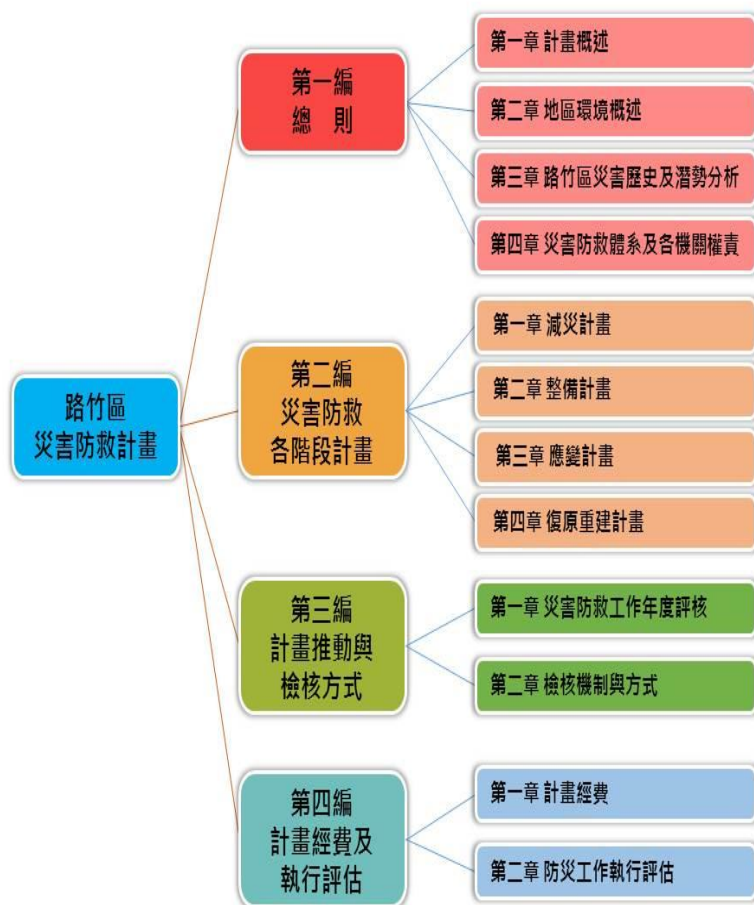 路竹區
災害防救計畫
第一編
總 則
第一章 計畫概述
第二章 地區環境概述
第三章 路竹區災害歷史及潛勢分析
第四章 災害防救體系及各機關權責
第二編
災害防救
各階段計畫
第一章 減災計畫
第二章 整備計畫
第三章 應變計畫
第四章 復原重建計畫
第三編
計畫推動與
檢核方式
第一章 災害防救工作年度評核
第二章 檢核機制與方式
第四編
計畫經費及
執行評估
第一章 計畫經費
第二章 防災工作執行評估